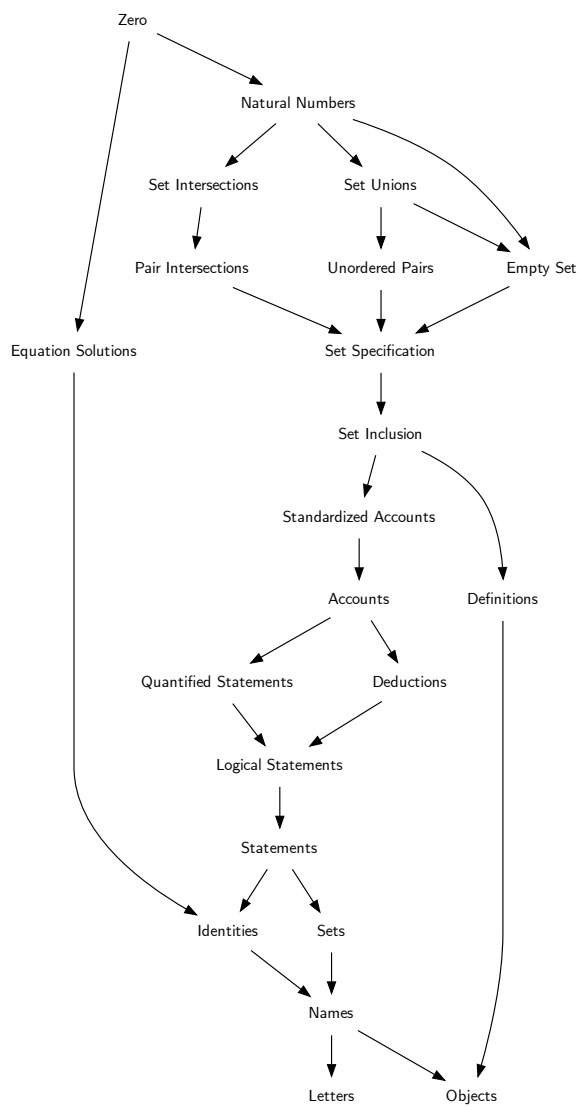 Zero
Natural Numbers
Set Intersections
Set Unions
Pair Intersections
Unordered Pairs
Empty Set
Equation Solutions
Set Specification
Set Inclusion
Standardized Accounts
Accounts
Definitions
Quantified Statements
Deductions
Logical Statements
Statements
Identities
Sets
Names
Letters
Objects